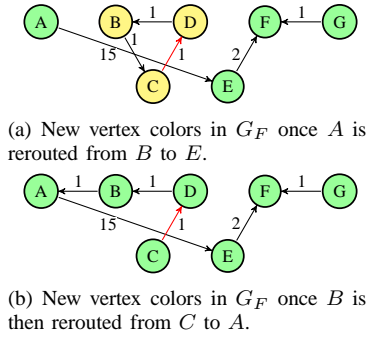 A B 1 D F 1 G
15 1 1 2
C E
(a) New vertex colors in G_F once A is
rerouted from B to E.
A 1 B 1 D F 1 G
15 1 2
C E
(b) New vertex colors in G_F once B is
then rerouted from C to A.